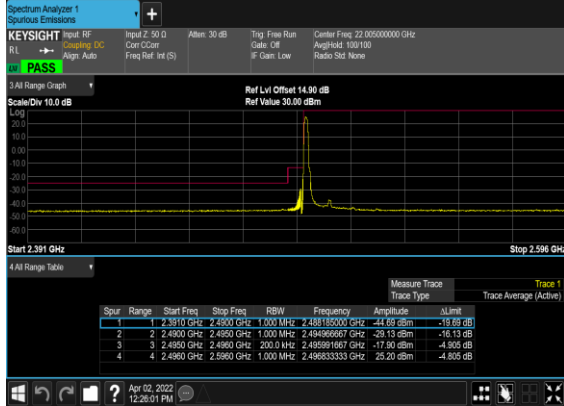 Spectrum Analyzer 1
Spurious Emissions
+
KEYSIGHT
RL
PASS
Input: RF
Coupling: DC
Align: Auto
Input Z: 50 Ω
Corr CCorr
Freq Ref: Int (S)
Atten: 30 dB
Trig: Free Run
Gate: Off
IF Gain: Low
Center Freq: 22.005000000 GHz
Avg|Hold: 100/100
Radio Std: None
3 All Range Graph
Scale/Div 10.0 dB
Ref Lvl Offset 14.90 dB
Ref Value 30.00 dBm
Log
20.0
10.0
0.00
-10.0
-20.0
-30.0
-40.0
-50.0
-60.0
Start 2.391 GHz
Stop 2.596 GHz
4 All Range Table
Measure Trace Trace 1
Trace Type Trace Average (Active)
Spur Range Start Freq Stop Freq RBW Frequency Amplitude ΔLimit
1 1 2.3910 GHz 2.4900 GHz 1.000 MHz 2.488185000 GHz -44.69 dBm -19.69 dB
2 2 2.4900 GHz 2.4950 GHz 1.000 MHz 2.494966667 GHz -29.13 dBm -16.13 dB
3 3 2.4950 GHz 2.4960 GHz 200.0 kHz 2.495991667 GHz -17.90 dBm -4.905 dB
4 4 2.4960 GHz 2.5960 GHz 1.000 MHz 2.496833333 GHz 25.20 dBm -4.805 dB
?
Apr 02, 2022
12:26:01 PM